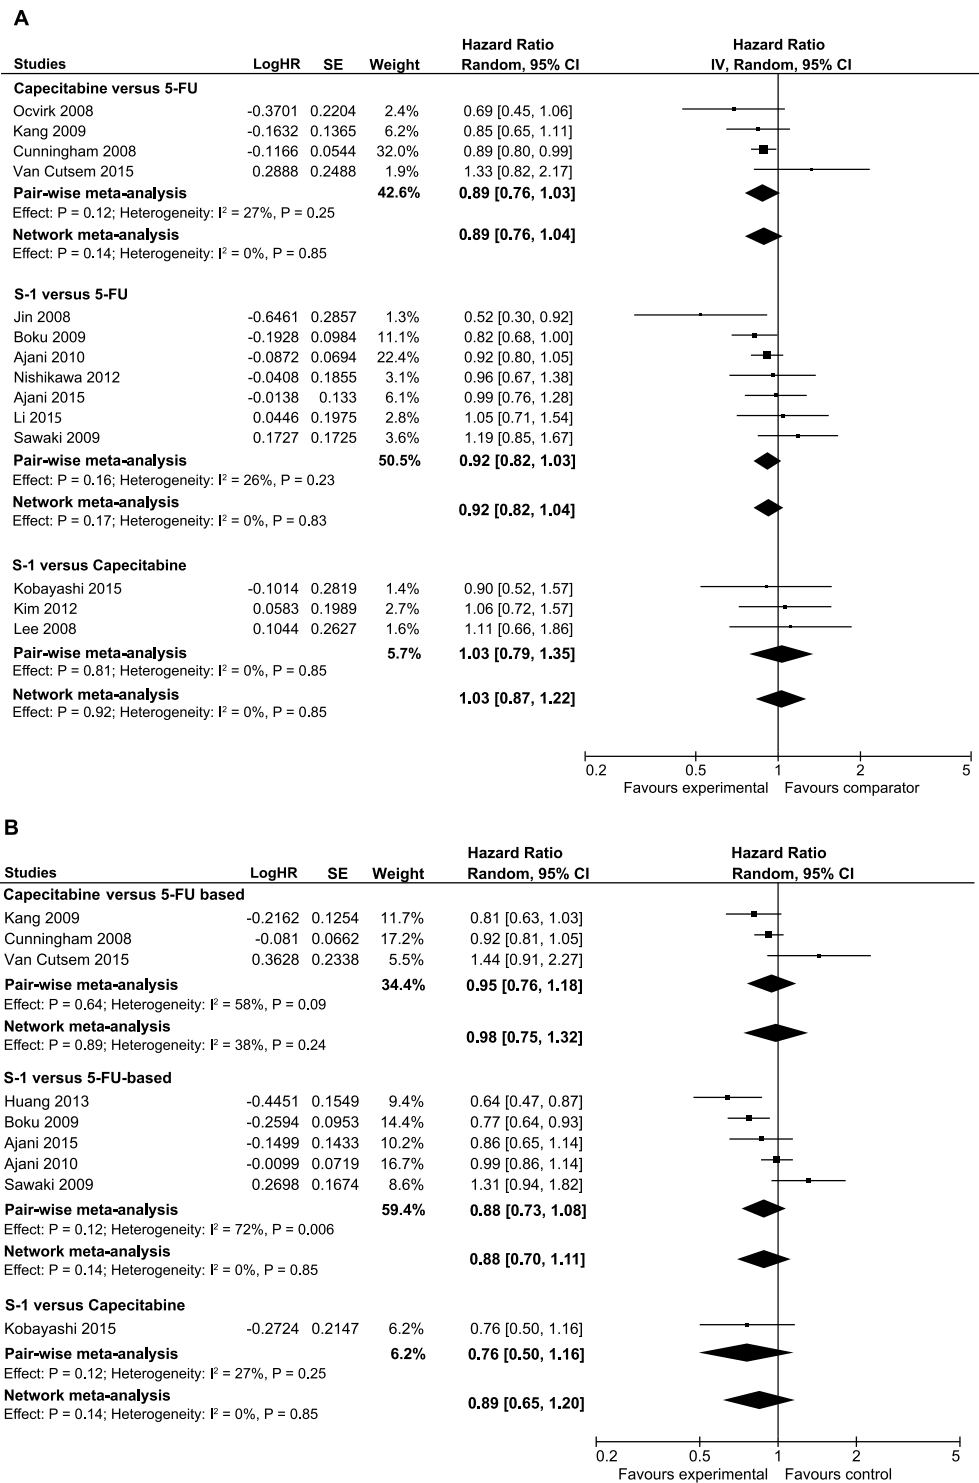 A
Hazard Ratio Hazard Ratio
Studies LogHR SE Weight Random, 95% CI IV, Random, 95% CI
Capecitabine versus 5-FU
Ocvirk 2008 -0.3701 0.2204 2.4% 0.69 [0.45, 1.06]
Kang 2009 -0.1632 0.1365 6.2% 0.85 [0.65, 1.11]
Cunningham 2008 -0.1166 0.0544 32.0% 0.89 [0.80, 0.99]
Van Cutsem 2015 0.2888 0.2488 1.9% 1.33 [0.82, 2.17]
Pair-wise meta-analysis 42.6% 0.89 [0.76, 1.03]
Effect: P = 0.12; Heterogeneity: I² = 27%, P = 0.25
Network meta-analysis 0.89 [0.76, 1.04]
Effect: P = 0.14; Heterogeneity: I² = 0%, P = 0.85
S-1 versus 5-FU
Jin 2008 -0.6461 0.2857 1.3% 0.52 [0.30, 0.92]
Boku 2009 -0.1928 0.0984 11.1% 0.82 [0.68, 1.00]
Ajani 2010 -0.0872 0.0694 22.4% 0.92 [0.80, 1.05]
Nishikawa 2012 -0.0408 0.1855 3.1% 0.96 [0.67, 1.38]
Ajani 2015 -0.0138 0.133 6.1% 0.99 [0.76, 1.28]
Li 2015 0.0446 0.1975 2.8% 1.05 [0.71, 1.54]
Sawaki 2009 0.1727 0.1725 3.6% 1.19 [0.85, 1.67]
Pair-wise meta-analysis 50.5% 0.92 [0.82, 1.03]
Effect: P = 0.16; Heterogeneity: I² = 26%, P = 0.23
Network meta-analysis 0.92 [0.82, 1.04]
Effect: P = 0.17; Heterogeneity: I² = 0%, P = 0.83
S-1 versus Capecitabine
Kobayashi 2015 -0.1014 0.2819 1.4% 0.90 [0.52, 1.57]
Kim 2012 0.0583 0.1989 2.7% 1.06 [0.72, 1.57]
Lee 2008 0.1044 0.2627 1.6% 1.11 [0.66, 1.86]
Pair-wise meta-analysis 5.7% 1.03 [0.79, 1.35]
Effect: P = 0.81; Heterogeneity: I² = 0%, P = 0.85
Network meta-analysis 1.03 [0.87, 1.22]
Effect: P = 0.92; Heterogeneity: I² = 0%, P = 0.85
0.2 0.5 1 2 5
Favours experimental Favours comparator
B
Hazard Ratio Hazard Ratio
Studies LogHR SE Weight Random, 95% CI Random, 95% CI
Capecitabine versus 5-FU based
Kang 2009 -0.2162 0.1254 11.7% 0.81 [0.63, 1.03]
Cunningham 2008 -0.081 0.0662 17.2% 0.92 [0.81, 1.05]
Van Cutsem 2015 0.3628 0.2338 5.5% 1.44 [0.91, 2.27]
Pair-wise meta-analysis 34.4% 0.95 [0.76, 1.18]
Effect: P = 0.64; Heterogeneity: I² = 58%, P = 0.09
Network meta-analysis 0.98 [0.75, 1.32]
Effect: P = 0.89; Heterogeneity: I² = 38%, P = 0.24
S-1 versus 5-FU-based
Huang 2013 -0.4451 0.1549 9.4% 0.64 [0.47, 0.87]
Boku 2009 -0.2594 0.0953 14.4% 0.77 [0.64, 0.93]
Ajani 2015 -0.1499 0.1433 10.2% 0.86 [0.65, 1.14]
Ajani 2010 -0.0099 0.0719 16.7% 0.99 [0.86, 1.14]
Sawaki 2009 0.2698 0.1674 8.6% 1.31 [0.94, 1.82]
Pair-wise meta-analysis 59.4% 0.88 [0.73, 1.08]
Effect: P = 0.12; Heterogeneity: I² = 72%, P = 0.006
Network meta-analysis 0.88 [0.70, 1.11]
Effect: P = 0.14; Heterogeneity: I² = 0%, P = 0.85
S-1 versus Capecitabine
Kobayashi 2015 -0.2724 0.2147 6.2% 0.76 [0.50, 1.16]
Pair-wise meta-analysis 6.2% 0.76 [0.50, 1.16]
Effect: P = 0.12; Heterogeneity: I² = 27%, P = 0.25
Network meta-analysis 0.89 [0.65, 1.20]
Effect: P = 0.14; Heterogeneity: I² = 0%, P = 0.85
0.2 0.5 1 2 5
Favours experimental Favours control